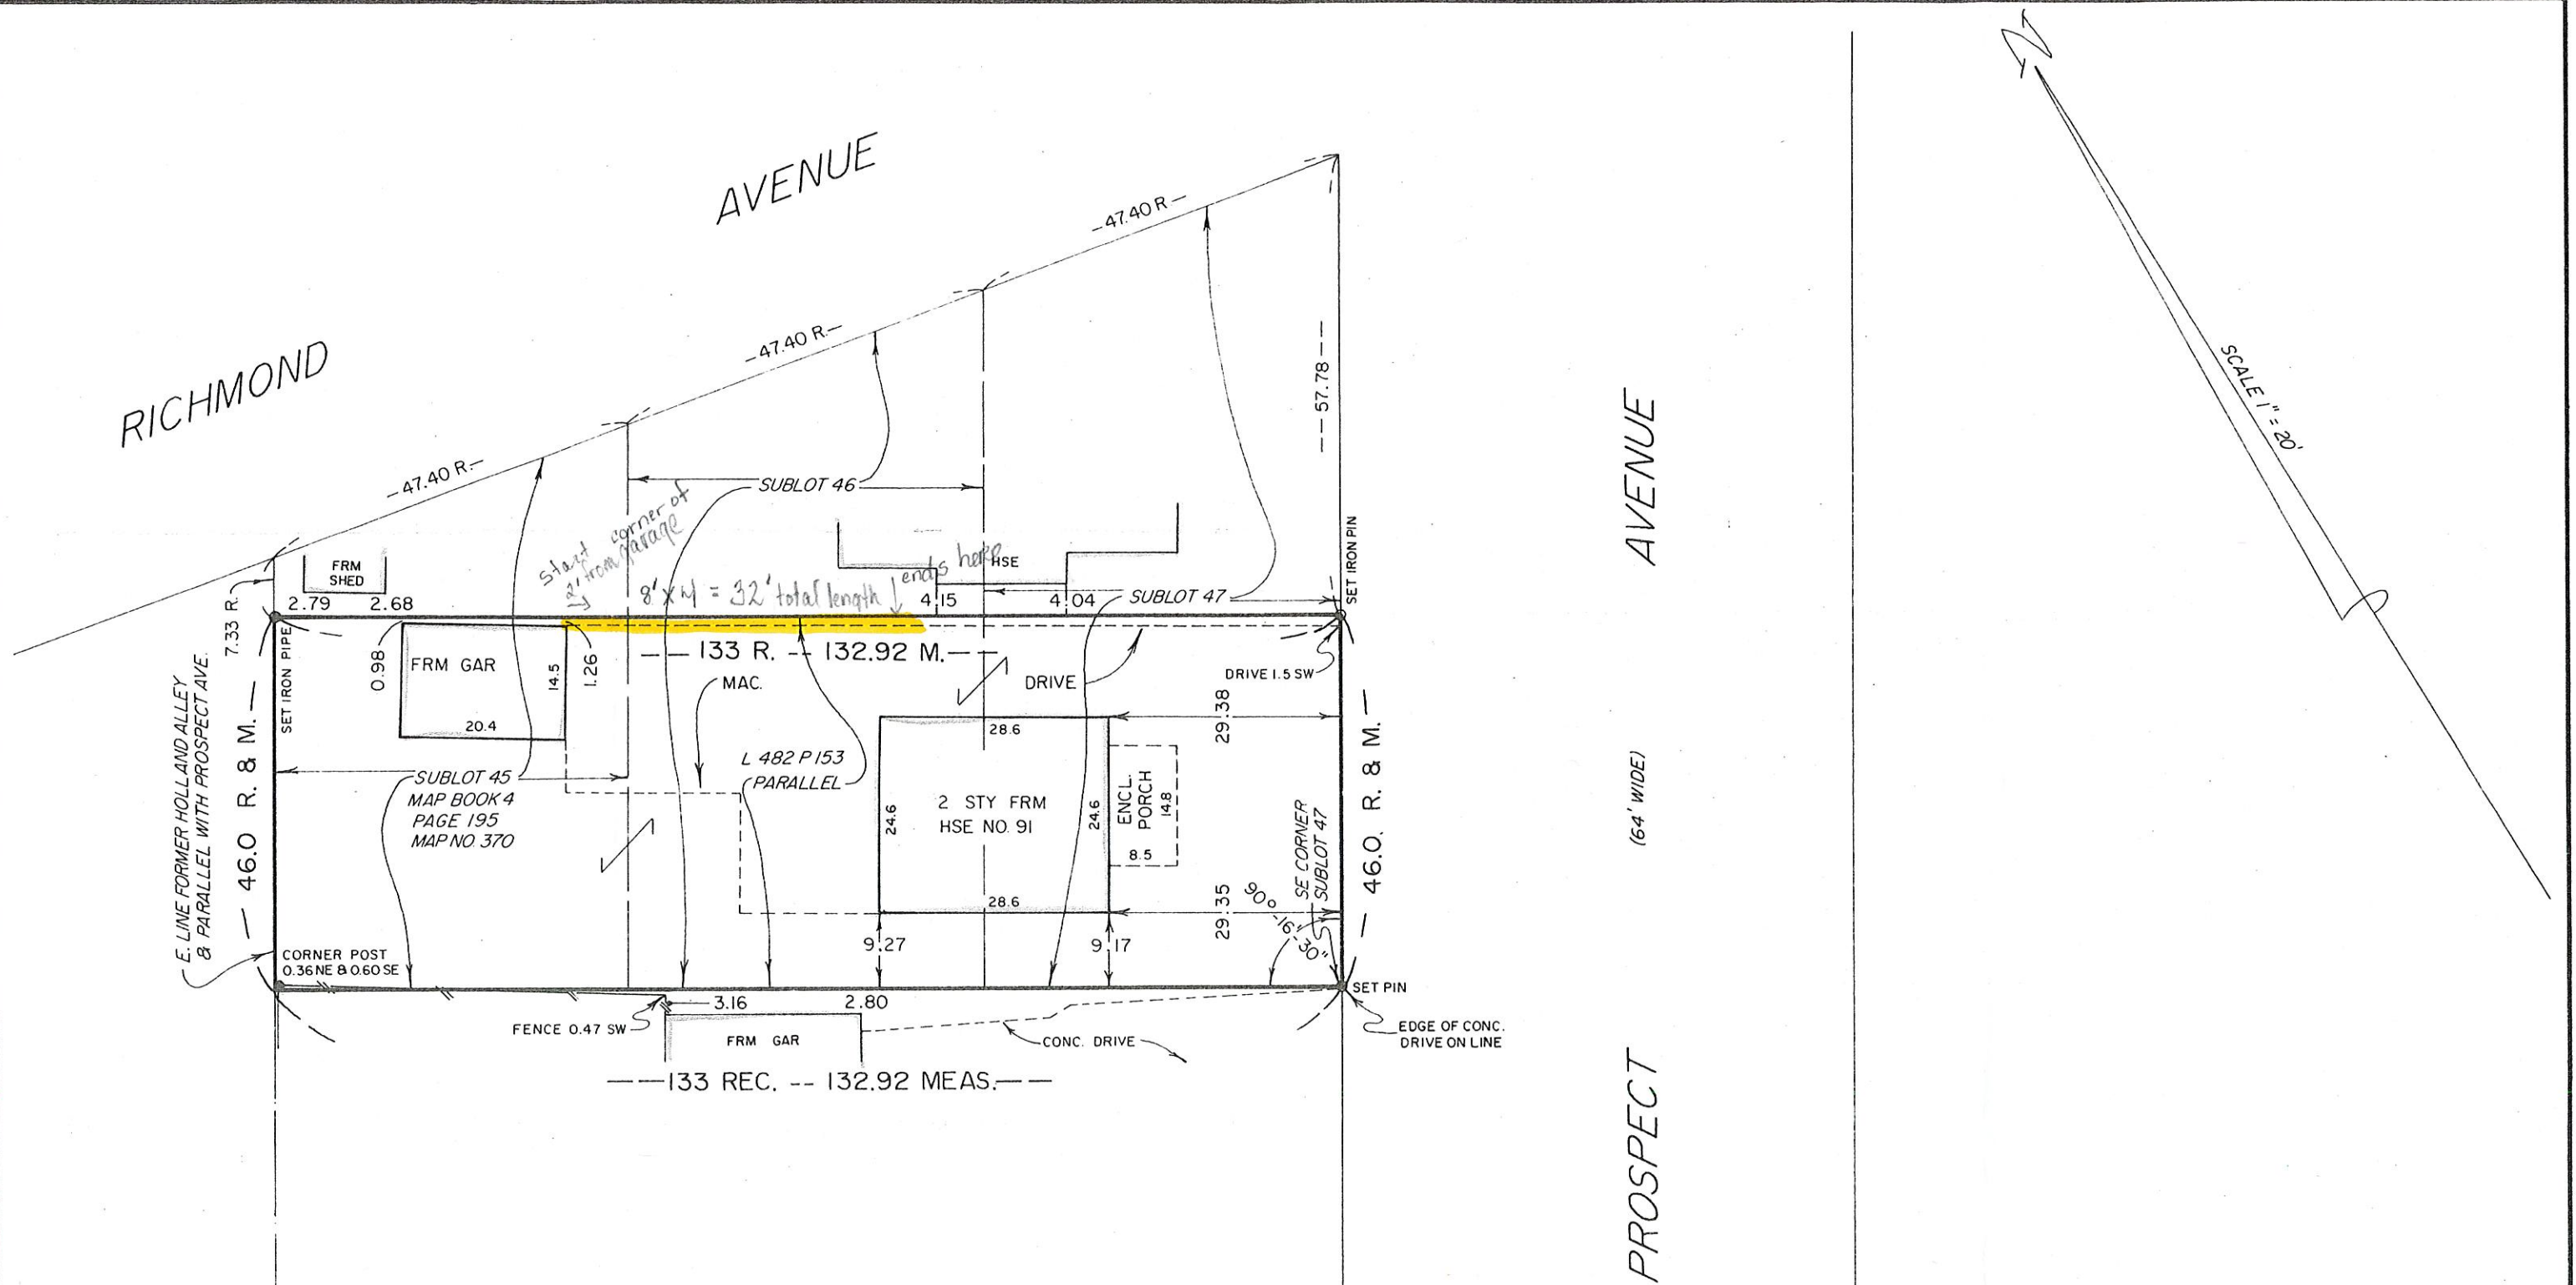 N
SCALE 1" = 20'
RICHMOND AVENUE
-47.40 R.-
-47.40 R.-
-47.40 R.-
-47.40 R.-
--57.78--
SUBLOT 46
Start 2' from corner of garage
8' x 4 = 32' total length
ends here
HSE
FRM
SHED
2.79
2.68
4.15
4.04
SUBLOT 47
SET IRON PIN
7.33 R.
SET IRON PIPE
0.98
FRM GAR
14.5
1.26
20.4
--133 R. -- 132.92 M.--
MAC.
DRIVE
DRIVE 1.5 SW
E. LINE FORMER HOLLAND ALLEY
& PARALLEL WITH PROSPECT AVE.
-46.0 R. & M.-
SUBLOT 45
MAP BOOK 4
PAGE 195
MAP NO. 370
L 482 P 153
PARALLEL
28.6
24.6
2 STY FRM
HSE NO. 91
24.6
28.6
ENCL.
PORCH
14.8
8.5
29.38
29.35
90°-16'-30"
SE CORNER
SUBLOT 47
-46.0. R. & M.-
CORNER POST
0.36 NE & 0.60 SE
9.27
9.17
SET PIN
3.16
2.80
FENCE 0.47 SW
FRM GAR
CONC. DRIVE
EDGE OF CONC.
DRIVE ON LINE
--133 REC. -- 132.92 MEAS.--
PROSPECT AVENUE
(64' WIDE)